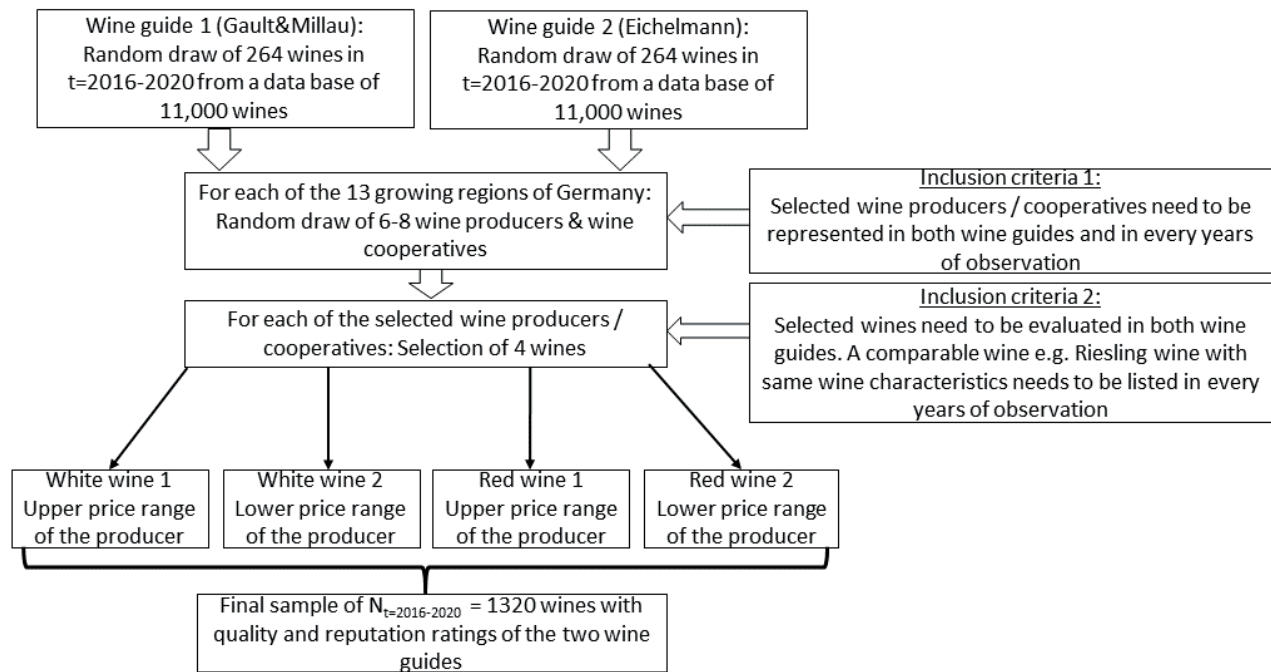 Wine guide 1 (Gault&Millau):
Random draw of 264 wines in
t=2016-2020 from a data base of
11,000 wines
Wine guide 2 (Eichelmann):
Random draw of 264 wines in
t=2016-2020 from a data base of
11,000 wines
For each of the 13 growing regions of Germany:
Random draw of 6-8 wine producers & wine
cooperatives
Inclusion criteria 1:
Selected wine producers / cooperatives need to be
represented in both wine guides and in every years
of observation
For each of the selected wine producers /
cooperatives: Selection of 4 wines
Inclusion criteria 2:
Selected wines need to be evaluated in both wine
guides. A comparable wine e.g. Riesling wine with
same wine characteristics needs to be listed in every
years of observation
White wine 1
Upper price range
of the producer
White wine 2
Lower price range
of the producer
Red wine 1
Upper price range
of the producer
Red wine 2
Lower price range
of the producer
Final sample of N t=2016-2020 = 1320 wines with
quality and reputation ratings of the two wine
guides